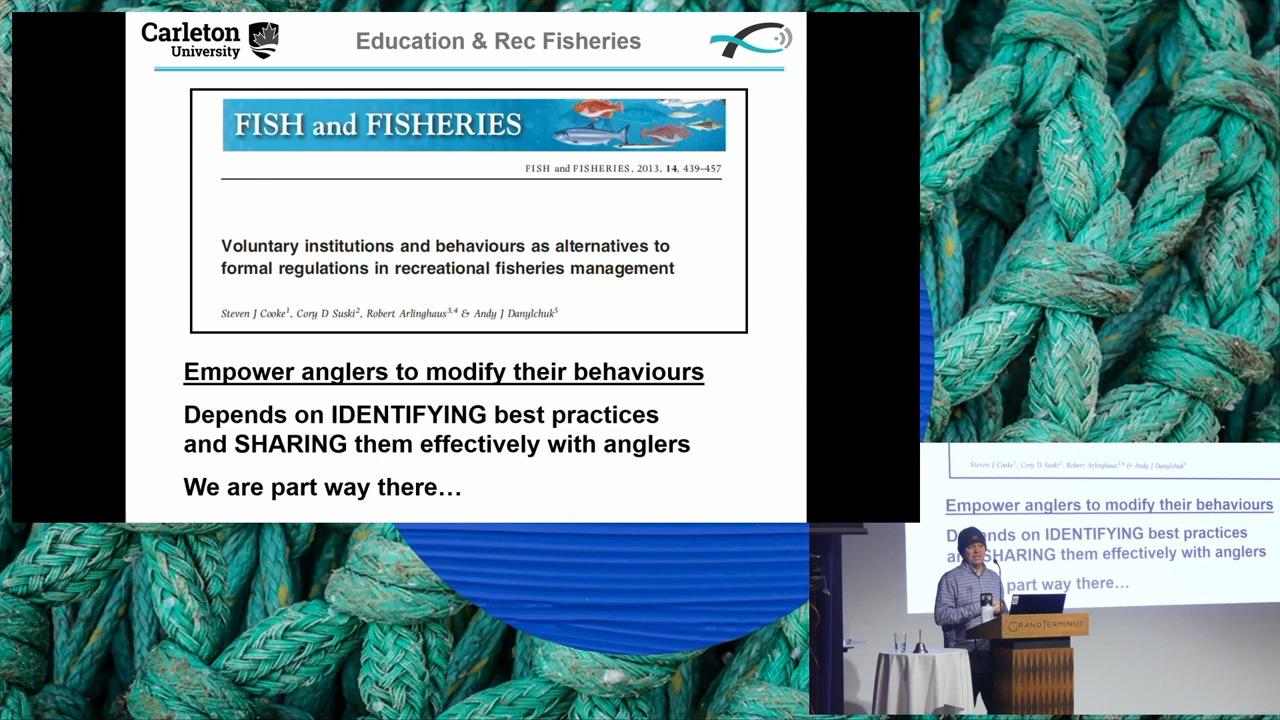 Carleton
University
Education & Rec Fisheries
FISH and FISHERIES
FISH and FISHERIES, 2013, 14, 439–457
Voluntary institutions and behaviours as alternatives to
formal regulations in recreational fisheries management
Steven J Cooke1, Cory D Suski2, Robert Arlinghaus3,4 & Andy J Danylchuk5
Empower anglers to modify their behaviours
Depends on IDENTIFYING best practices
and SHARING them effectively with anglers
We are part way there…
Steven J Cooke1, Cory D Suski2, Robert Arlinghaus3,4 & Andy J Danylchuk5
Empower anglers to modify their behaviours
ends on IDENTIFYING best practices
SHARING them effectively with anglers
part way there…
GRAND TERMINUS